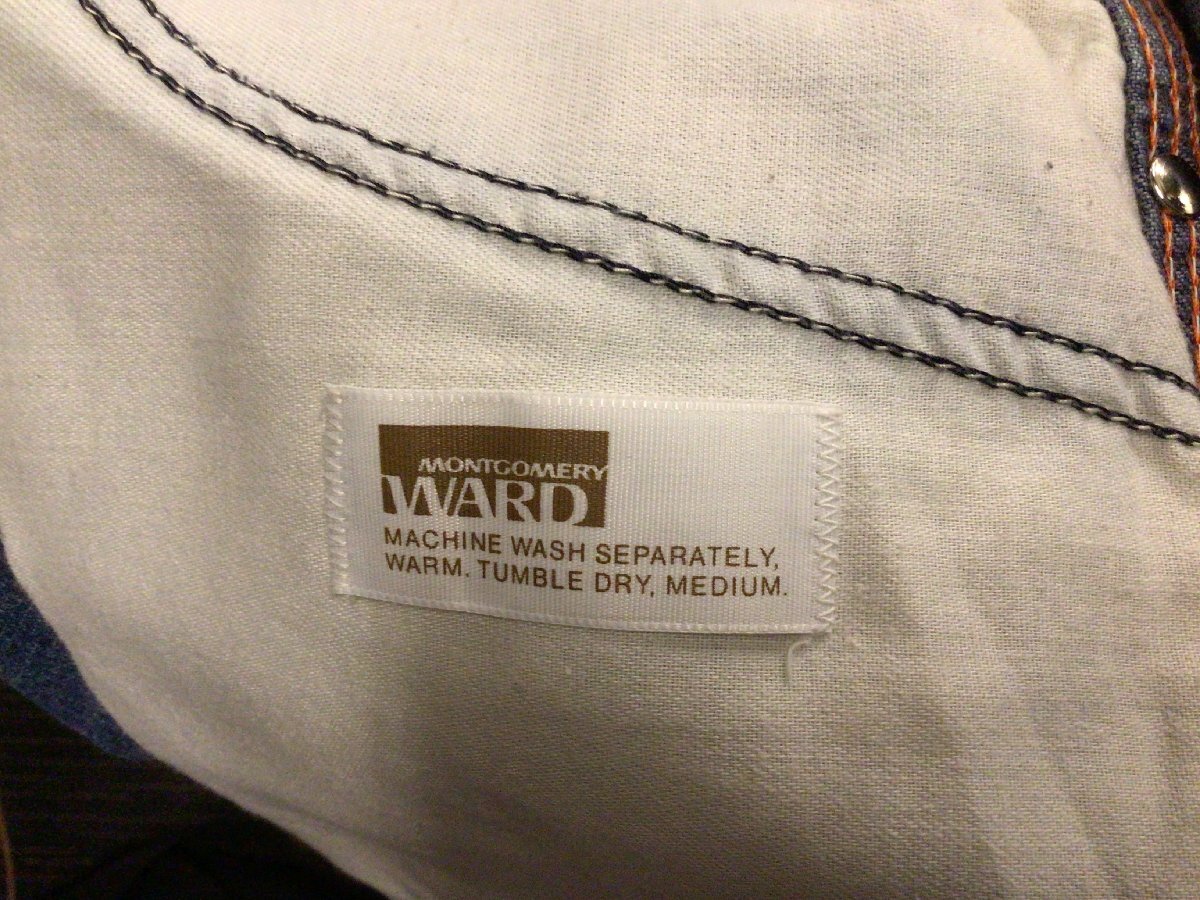 MONTGOMERY
WARD
MACHINE WASH SEPARATELY,
WARM. TUMBLE DRY, MEDIUM.